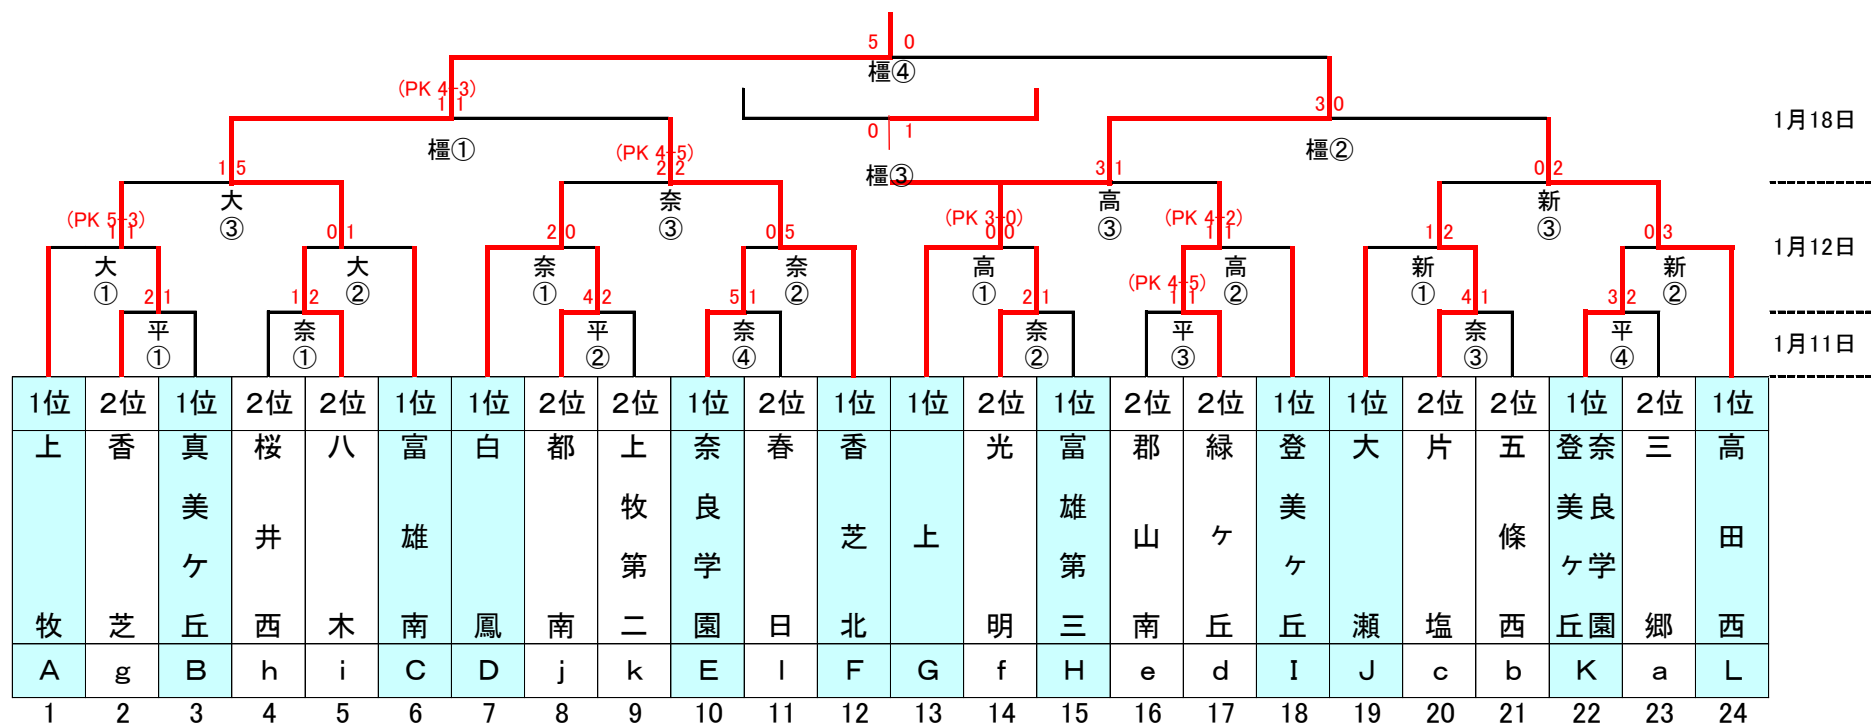 5 0
橿④
(PK 4-3)
1 1
3 0
1月18日
0 1
橿①
橿②
(PK 4-5)
1 5
2 2
橿③
3 1
0 2
大③
奈③
高③
新③
(PK 5-3)
(PK 3-0)
(PK 4-2)
1 1
0 1
2 0
0 5
0 0
1 1
1 2
0 3
1月12日
大①
大②
奈①
奈②
高①
高②
新①
新②
(PK 4-5)
2 1
1 2
4 2
5 1
2 1
1 1
4 1
3 2
平①
奈①
平②
奈④
奈②
平③
奈③
平④
1月11日
1位 2位 1位 2位 2位 1位 1位 2位 2位 1位 2位 1位 1位 2位 1位 2位 2位 1位 1位 2位 2位 1位 2位 1位
上牧
香芝
真美ケ丘
桜井西
八木
富雄南
白鳳
都南
上牧第二
奈良学園
春日
香芝北
上
光明
富雄第三
郡山南
緑ヶ丘
登美ヶ丘
大瀬
片塩
五條西
奈良学園登美ヶ丘
三郷
高田西
A g B h i C D j k E l F G f H e d I J c b K a L
1 2 3 4 5 6 7 8 9 10 11 12 13 14 15 16 17 18 19 20 21 22 23 24